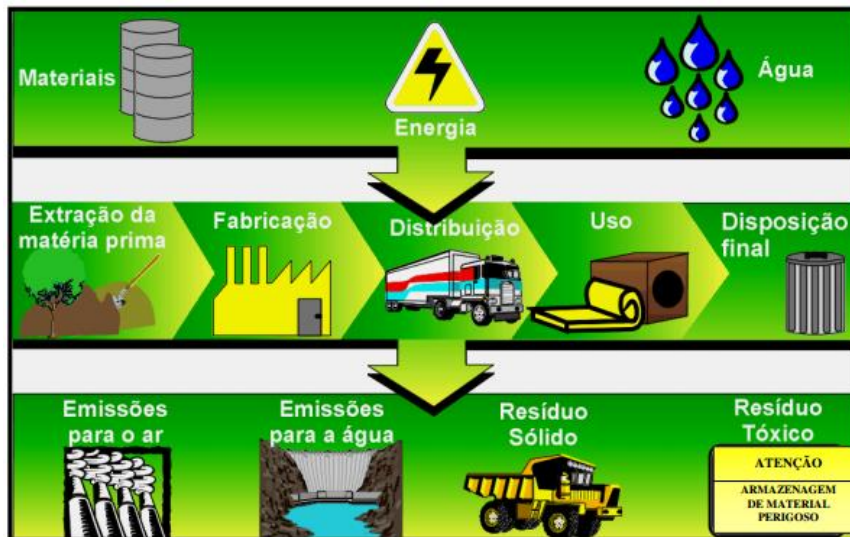 Materiais
Energia
Água
Extração da
matéria prima
Fabricação
Distribuição
Uso
Disposição
final
Emissões
para o ar
Emissões
para a água
Resíduo
Sólido
Resíduo
Tóxico
ATENÇÃO
ARMAZENAGEM
DE MATERIAL
PERIGOSO